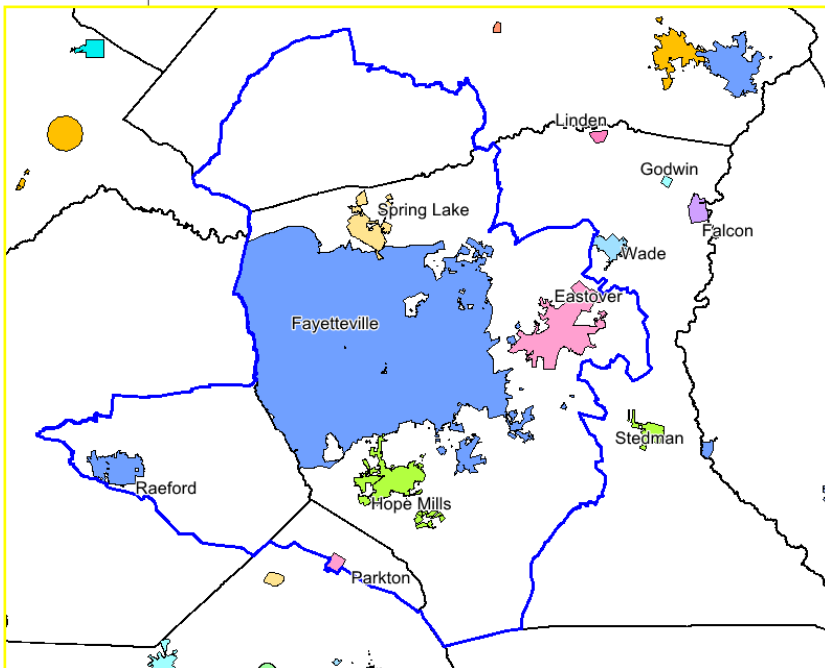 Linden
Godwin
Spring Lake
Falcon
Wade
Eastover
Fayetteville
Stedman
Raeford
Hope Mills
Parkton